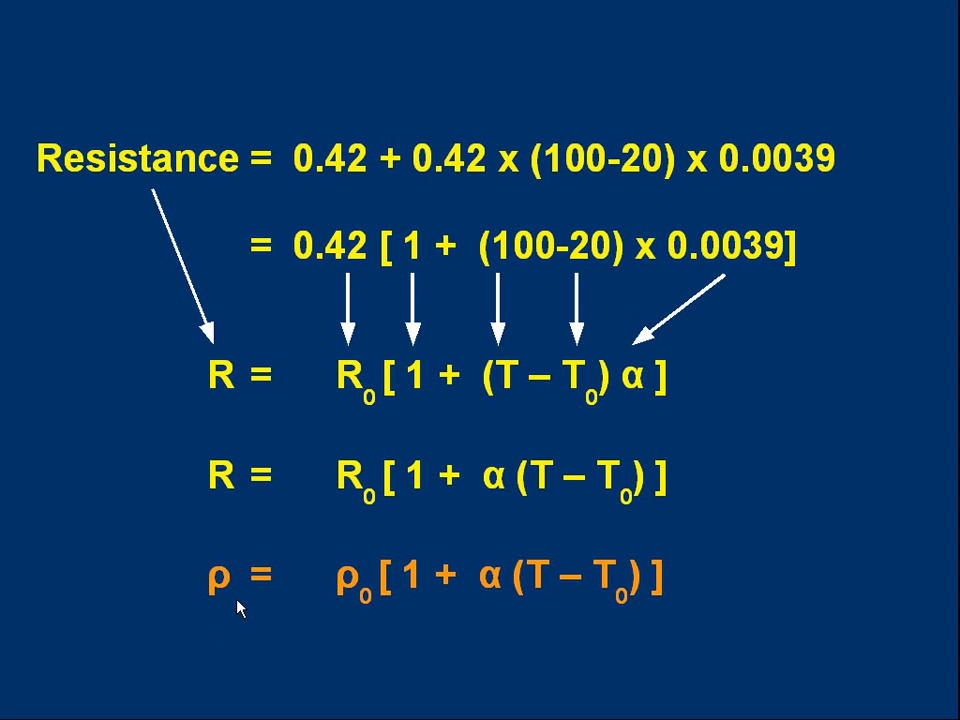 Resistance = 0.42 + 0.42 x (100-20) x 0.0039
= 0.42 [ 1 + (100-20) x 0.0039]
R = R₀ [ 1 + (T – T₀) α ]
R = R₀ [ 1 + α (T – T₀) ]
ρ = ρ₀ [ 1 + α (T – T₀) ]